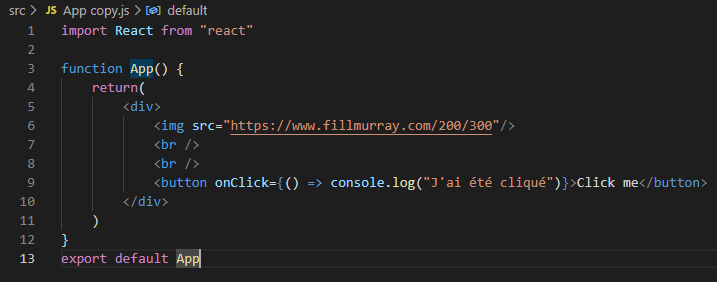 src > JS App copy.js > default
1 import React from "react"
2
3 function App() {
4 return(
5 <div>
6 <img src="https://www.fillmurray.com/200/300"/>
7 <br />
8 <br />
9 <button onClick={() => console.log("J'ai été cliqué")}>Click me</button>
10 </div>
11 )
12 }
13 export default App